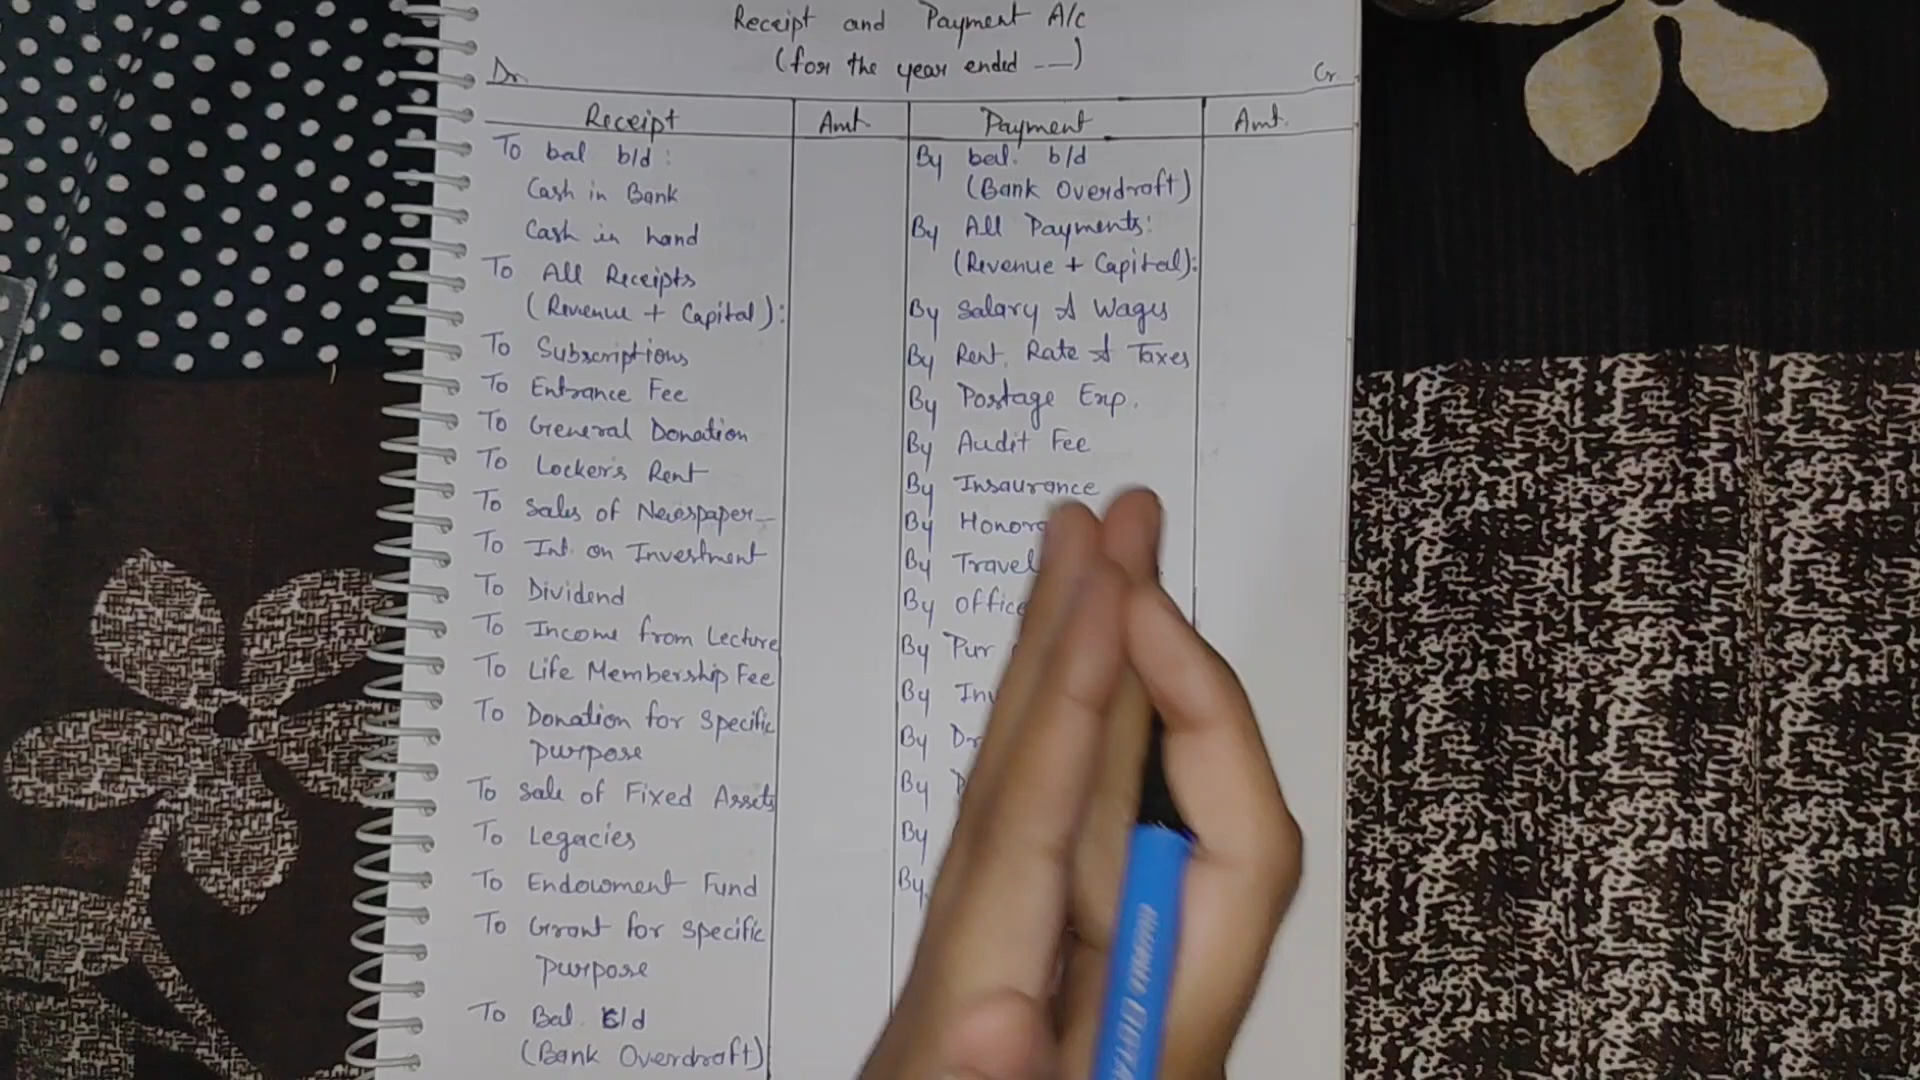 Receipt and Payment A/c
(for the year ended ---)
Dr. Cr.
Receipt Amt. Payment Amt.
To bal b/d :
Cash in Bank
Cash in hand
To All Receipts
(Revenue + Capital):
To Subscriptions
To Entrance Fee
To General Donation
To Locker's Rent
To Sales of Newspaper
To Int. on Investment
To Dividend
To Income from Lecture
To Life Membership Fee
To Donation for Specific
purpose
To Sale of Fixed Assets
To Legacies
To Endowment Fund
To Grant for Specific
purpose
To Bal. c/d
(Bank Overdraft)
By bal. b/d
(Bank Overdraft)
By All Payments:
(Revenue + Capital):
By Salary & Wages
By Rent. Rate & Taxes
By Postage Exp.
By Audit Fee
By Insaurance
By
By
By Office
By Pur
By
By
By
By
By